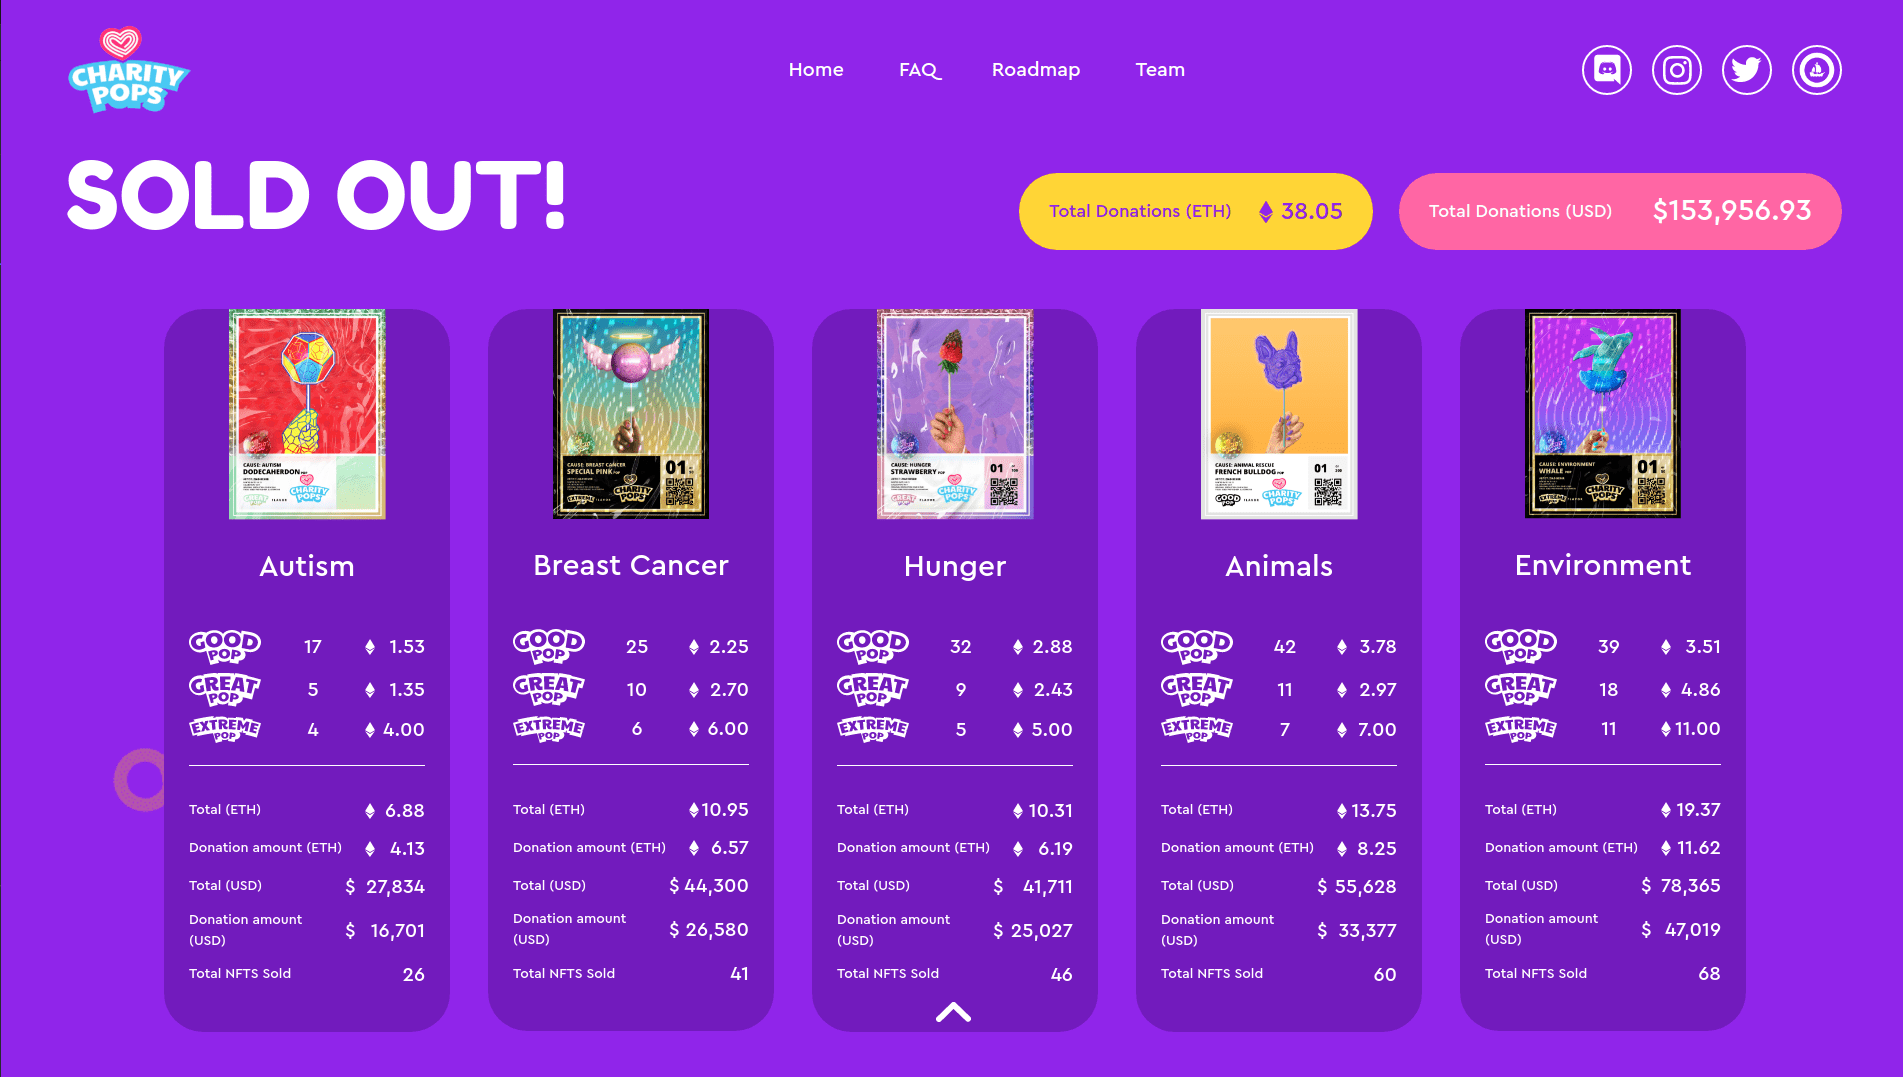 CHARITY
POPS
Home
FAQ
Roadmap
Team
SOLD OUT!
Total Donations (ETH) 38.05
Total Donations (USD) $153,956.93
CAUSE: AUTISM
DODECAHERDON POP
GREAT
POP
CHARITY
POPS
Autism
GOOD POP 17 1.53
GREAT POP 5 1.35
EXTREME POP 4 4.00
Total (ETH) 6.88
Donation amount (ETH) 4.13
Total (USD) $ 27,834
Donation amount
(USD) $ 16,701
Total NFTS Sold 26
CAUSE: BREAST CANCER
SPECIAL PINK POP
01
EXTREME
CHARITY
POPS
Breast Cancer
GOOD POP 25 2.25
GREAT POP 10 2.70
EXTREME POP 6 6.00
Total (ETH) 10.95
Donation amount (ETH) 6.57
Total (USD) $ 44,300
Donation amount
(USD) $ 26,580
Total NFTS Sold 41
CAUSE: HUNGER
STRAWBERRY POP
01
GREAT
POP
CHARITY
POPS
Hunger
GOOD POP 32 2.88
GREAT POP 9 2.43
EXTREME POP 5 5.00
Total (ETH) 10.31
Donation amount (ETH) 6.19
Total (USD) $ 41,711
Donation amount
(USD) $ 25,027
Total NFTS Sold 46
CAUSE: ANIMAL RESCUE
FRENCH BULLDOG POP
01
GOOD
POP
CHARITY
POPS
Animals
GOOD POP 42 3.78
GREAT POP 11 2.97
EXTREME POP 7 7.00
Total (ETH) 13.75
Donation amount (ETH) 8.25
Total (USD) $ 55,628
Donation amount
(USD) $ 33,377
Total NFTS Sold 60
CAUSE: ENVIRONMENT
WHALE POP
01
EXTREME
CHARITY
POPS
Environment
GOOD POP 39 3.51
GREAT POP 18 4.86
EXTREME POP 11 11.00
Total (ETH) 19.37
Donation amount (ETH) 11.62
Total (USD) $ 78,365
Donation amount
(USD) $ 47,019
Total NFTS Sold 68